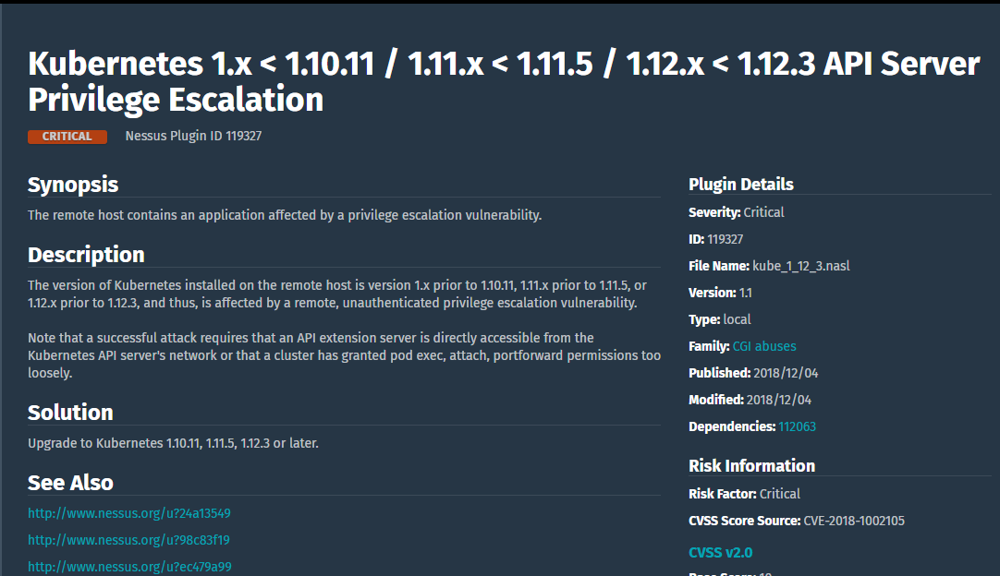 Kubernetes 1.x < 1.10.11 / 1.11.x < 1.11.5 / 1.12.x < 1.12.3 API Server
Privilege Escalation
CRITICAL Nessus Plugin ID 119327
Synopsis
The remote host contains an application affected by a privilege escalation vulnerability.
Description
The version of Kubernetes installed on the remote host is version 1.x prior to 1.10.11, 1.11.x prior to 1.11.5, or
1.12.x prior to 1.12.3, and thus, is affected by a remote, unauthenticated privilege escalation vulnerability.
Note that a successful attack requires that an API extension server is directly accessible from the
Kubernetes API server's network or that a cluster has granted pod exec, attach, portforward permissions too
loosely.
Solution
Upgrade to Kubernetes 1.10.11, 1.11.5, 1.12.3 or later.
See Also
http://www.nessus.org/u?24a13549
http://www.nessus.org/u?98c83f19
http://www.nessus.org/u?ec479a99
Plugin Details
Severity: Critical
ID: 119327
File Name: kube_1_12_3.nasl
Version: 1.1
Type: local
Family: CGI abuses
Published: 2018/12/04
Modified: 2018/12/04
Dependencies: 112063
Risk Information
Risk Factor: Critical
CVSS Score Source: CVE-2018-1002105
CVSS v2.0
Base Score: 10